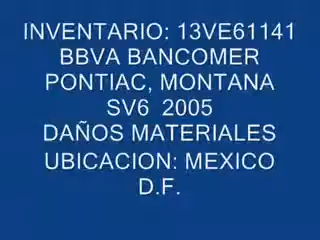 INVENTARIO: 13VE61141
BBVA BANCOMER
PONTIAC, MONTANA
SV6  2005
DAÑOS MATERIALES
UBICACION: MEXICO
D.F.